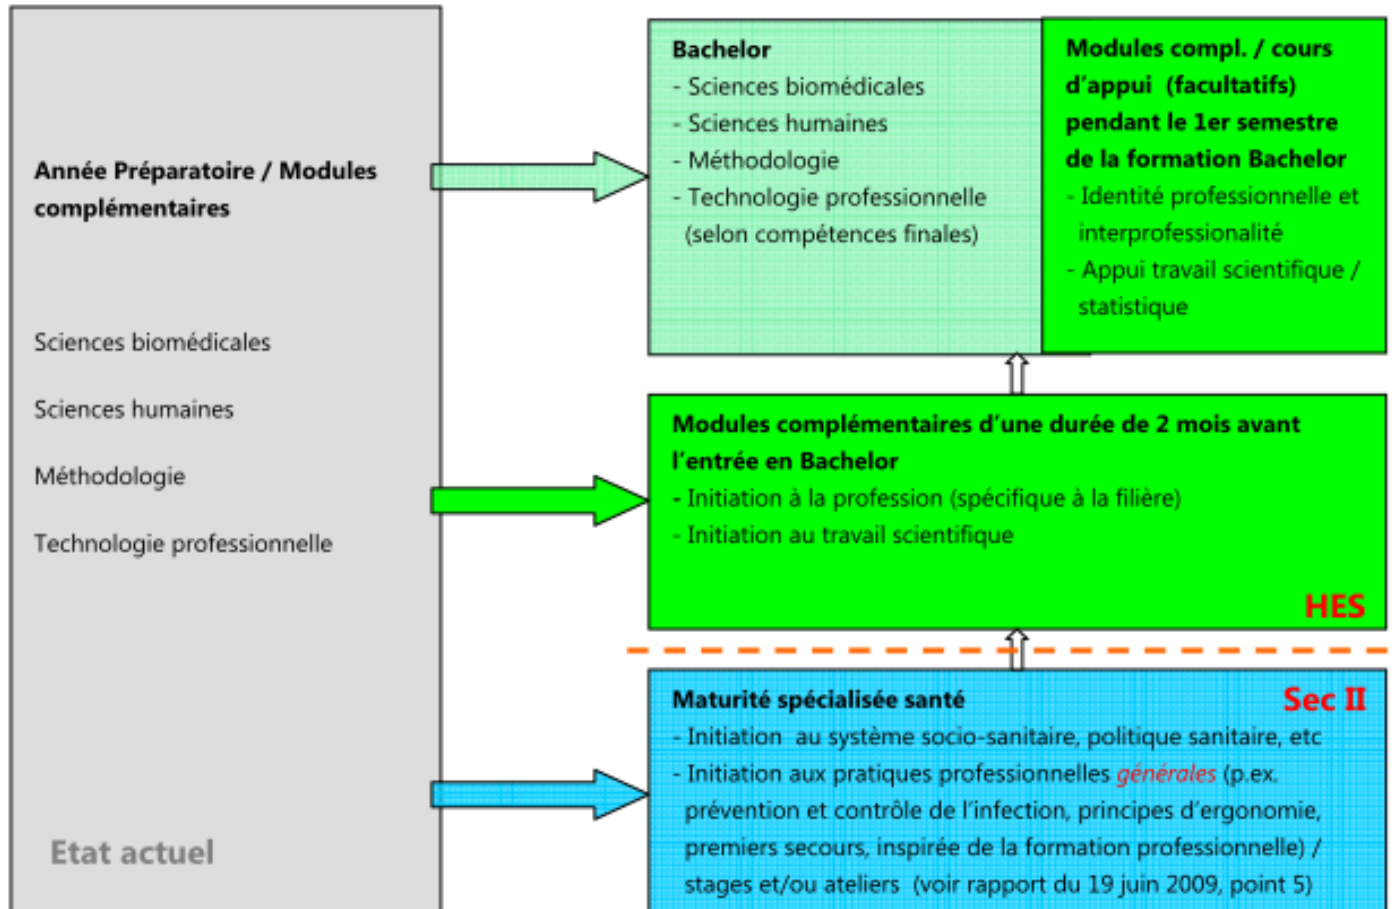 Année Préparatoire / Modules
complémentaires
Sciences biomédicales
Sciences humaines
Méthodologie
Technologie professionnelle
Etat actuel
Bachelor
- Sciences biomédicales
- Sciences humaines
- Méthodologie
- Technologie professionnelle
(selon compétences finales)
Modules compl. / cours
d'appui (facultatifs)
pendant le 1er semestre
de la formation Bachelor
- Identité professionnelle et
interprofessionalité
- Appui travail scientifique /
statistique
Modules complémentaires d'une durée de 2 mois avant
l'entrée en Bachelor
- Initiation à la profession (spécifique à la filière)
- Initiation au travail scientifique
HES
Maturité spécialisée santé
Sec II
- Initiation au système socio-sanitaire, politique sanitaire, etc
- Initiation aux pratiques professionnelles générales (p.ex.
prévention et contrôle de l'infection, principes d'ergonomie,
premiers secours, inspirée de la formation professionnelle) /
stages et/ou ateliers (voir rapport du 19 juin 2009, point 5)